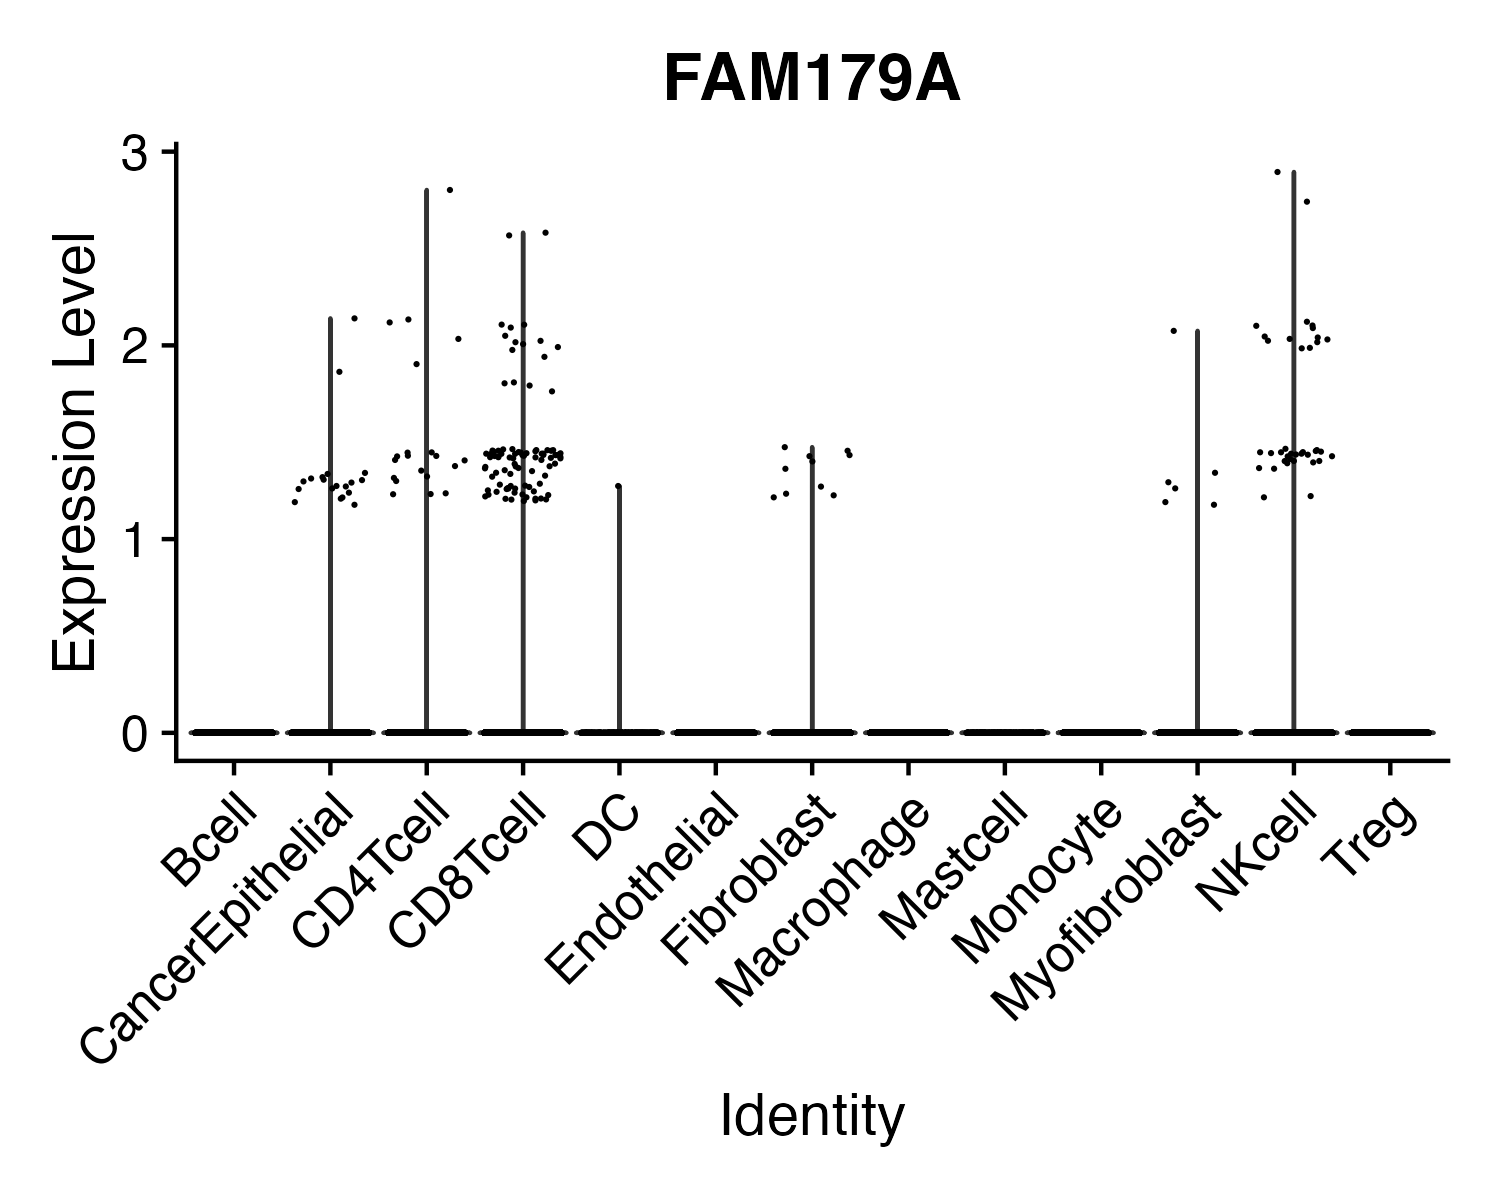 FAM179A
Expression Level
3
2
1
0
Bcell
CancerEpithelial
CD4Tcell
CD8Tcell
DC
Endothelial
Fibroblast
Macrophage
Mastcell
Monocyte
Myofibroblast
NKcell
Treg
Identity